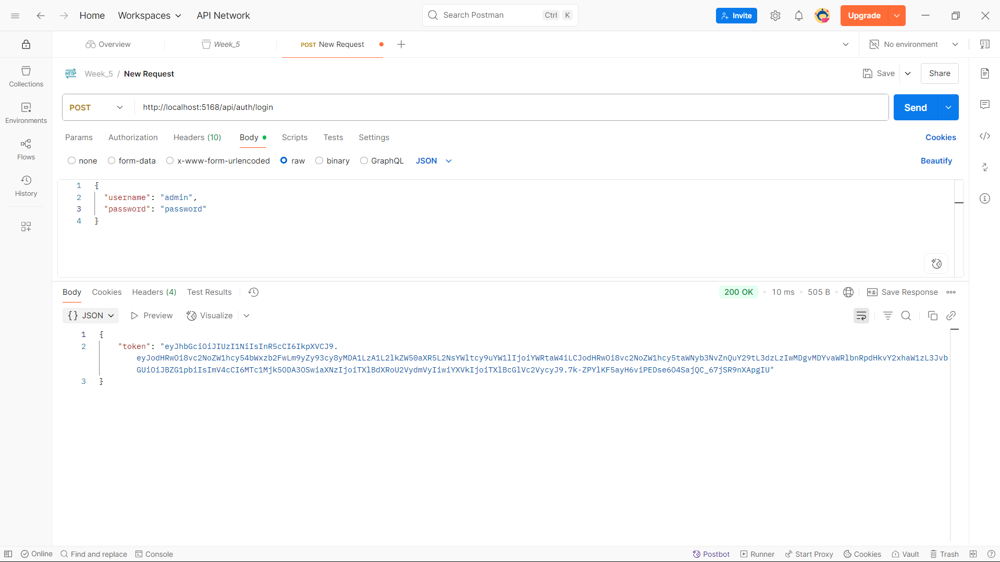 Home Workspaces API Network Search Postman Ctrl K Invite Upgrade
Overview Week_5 POST New Request No environment
HTTP Week_5 / New Request Save Share
Collections
Environments
Flows
History
POST http://localhost:5168/api/auth/login Send
Params Authorization Headers (10) Body Scripts Tests Settings Cookies
none form-data x-www-form-urlencoded raw binary GraphQL JSON Beautify
1 {
2 "username": "admin",
3 "password": "password"
4 }
Body Cookies Headers (4) Test Results 200 OK 10 ms 505 B e.g. Save Response
{} JSON Preview Visualize
1 {
2 "token": "eyJhbGciOiJIUzI1NiIsInR5cCI6IkpXVCJ9.
eyJodHRwOi8vc2NoZW1hcy54bWxzb2FwLm9yZy93cy8yMDA1LzA1L2lkZW50aXR5L2NsYWltcy9uYW1lIjoiYWRtaW4iLCJodHRwOi8vc2NoZW1hcy5taWNyb3NvZnQuY29tL3dzLzIwMDgvMDYvaWRlbnRpdHkvY2xhaW1zL3Jvb
GUiOiJBZG1pbiIsImV4cCI6MTc1Mjk5ODA3OSwiaXNzIjoiTXlBdXRoU2VydmVyIiwiYXVkIjoiTXlBcGlVc2VycyJ9.7k-ZPYlKF5ayH6viPEDse6O4SajQC_67jSR9nXApgIU"
3 }
Online Find and replace Console Postbot Runner Start Proxy Cookies Vault Trash